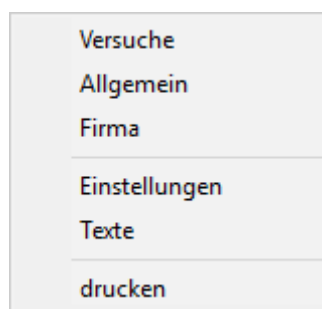 Versuche
Allgemein
Firma
Einstellungen
Texte
drucken